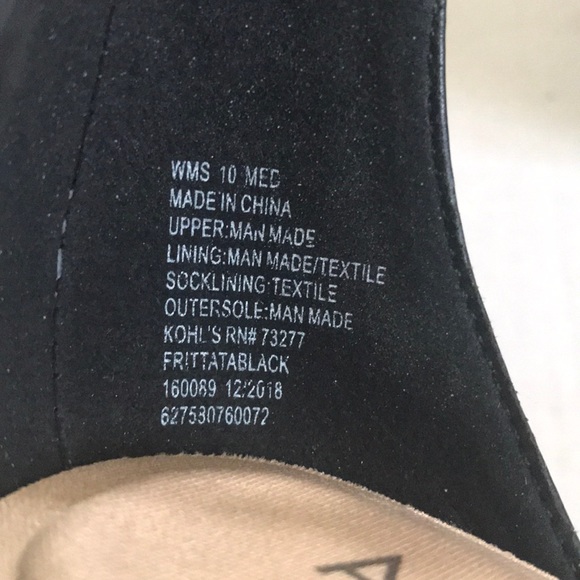 WMS 10 MED
MADE IN CHINA
UPPER:MAN MADE
LINING:MAN MADE/TEXTILE
SOCKLINING:TEXTILE
OUTERSOLE:MAN MADE
KOHL'S RN# 73277
FRITTATABLACK
160089 12/2018
627530760072
A